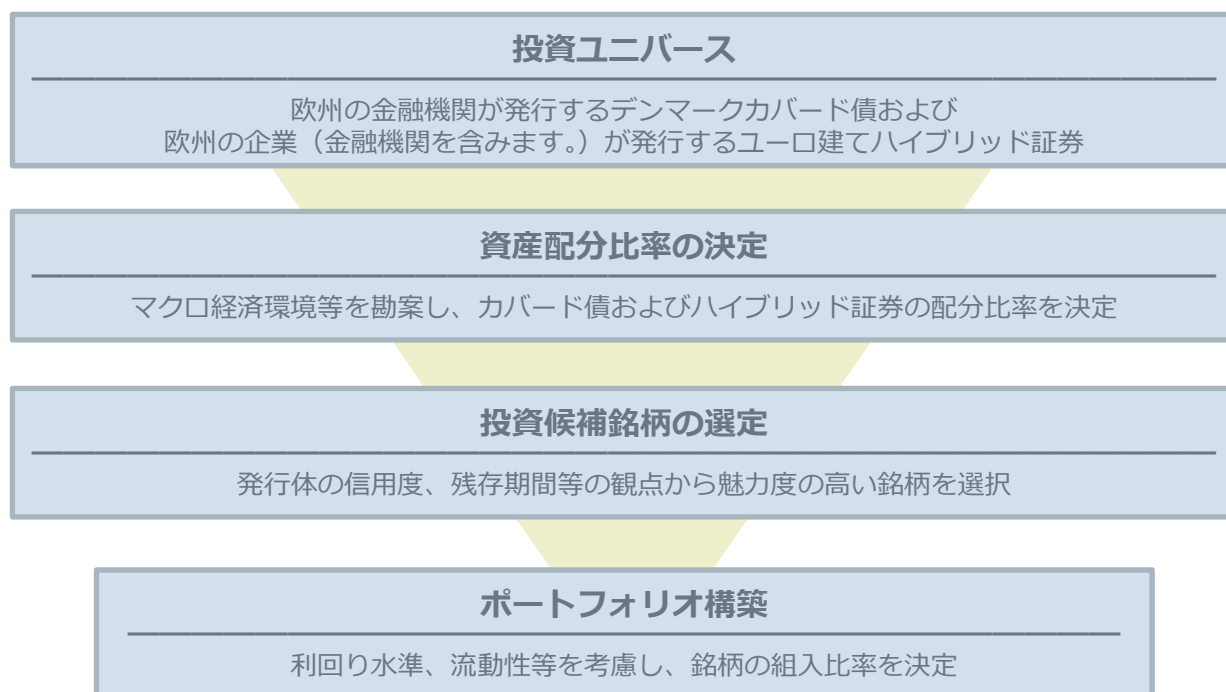 投資ユニバース
欧州の金融機関が発行するデンマークカバード債および
欧州の企業（金融機関を含みます。）が発行するユーロ建てハイブリッド証券
資産配分比率の決定
マクロ経済環境等を勘案し、カバード債およびハイブリッド証券の配分比率を決定
投資候補銘柄の選定
発行体の信用度、残存期間等の観点から魅力度の高い銘柄を選択
ポートフォリオ構築
利回り水準、流動性等を考慮し、銘柄の組入比率を決定